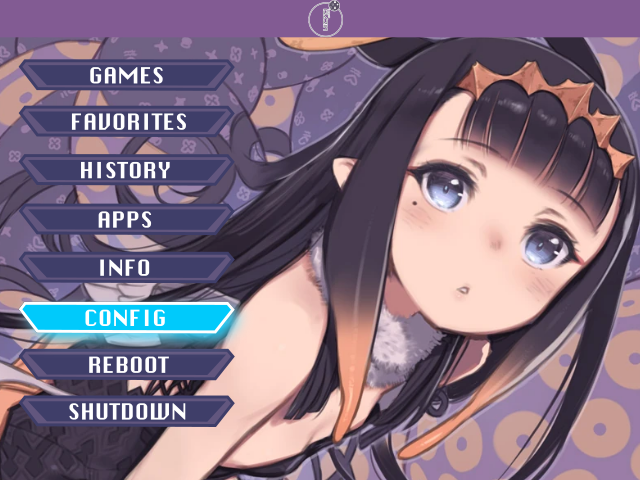 GAMES
FAVORITES
HISTORY
APPS
INFO
CONFIG
REBOOT
SHUTDOWN